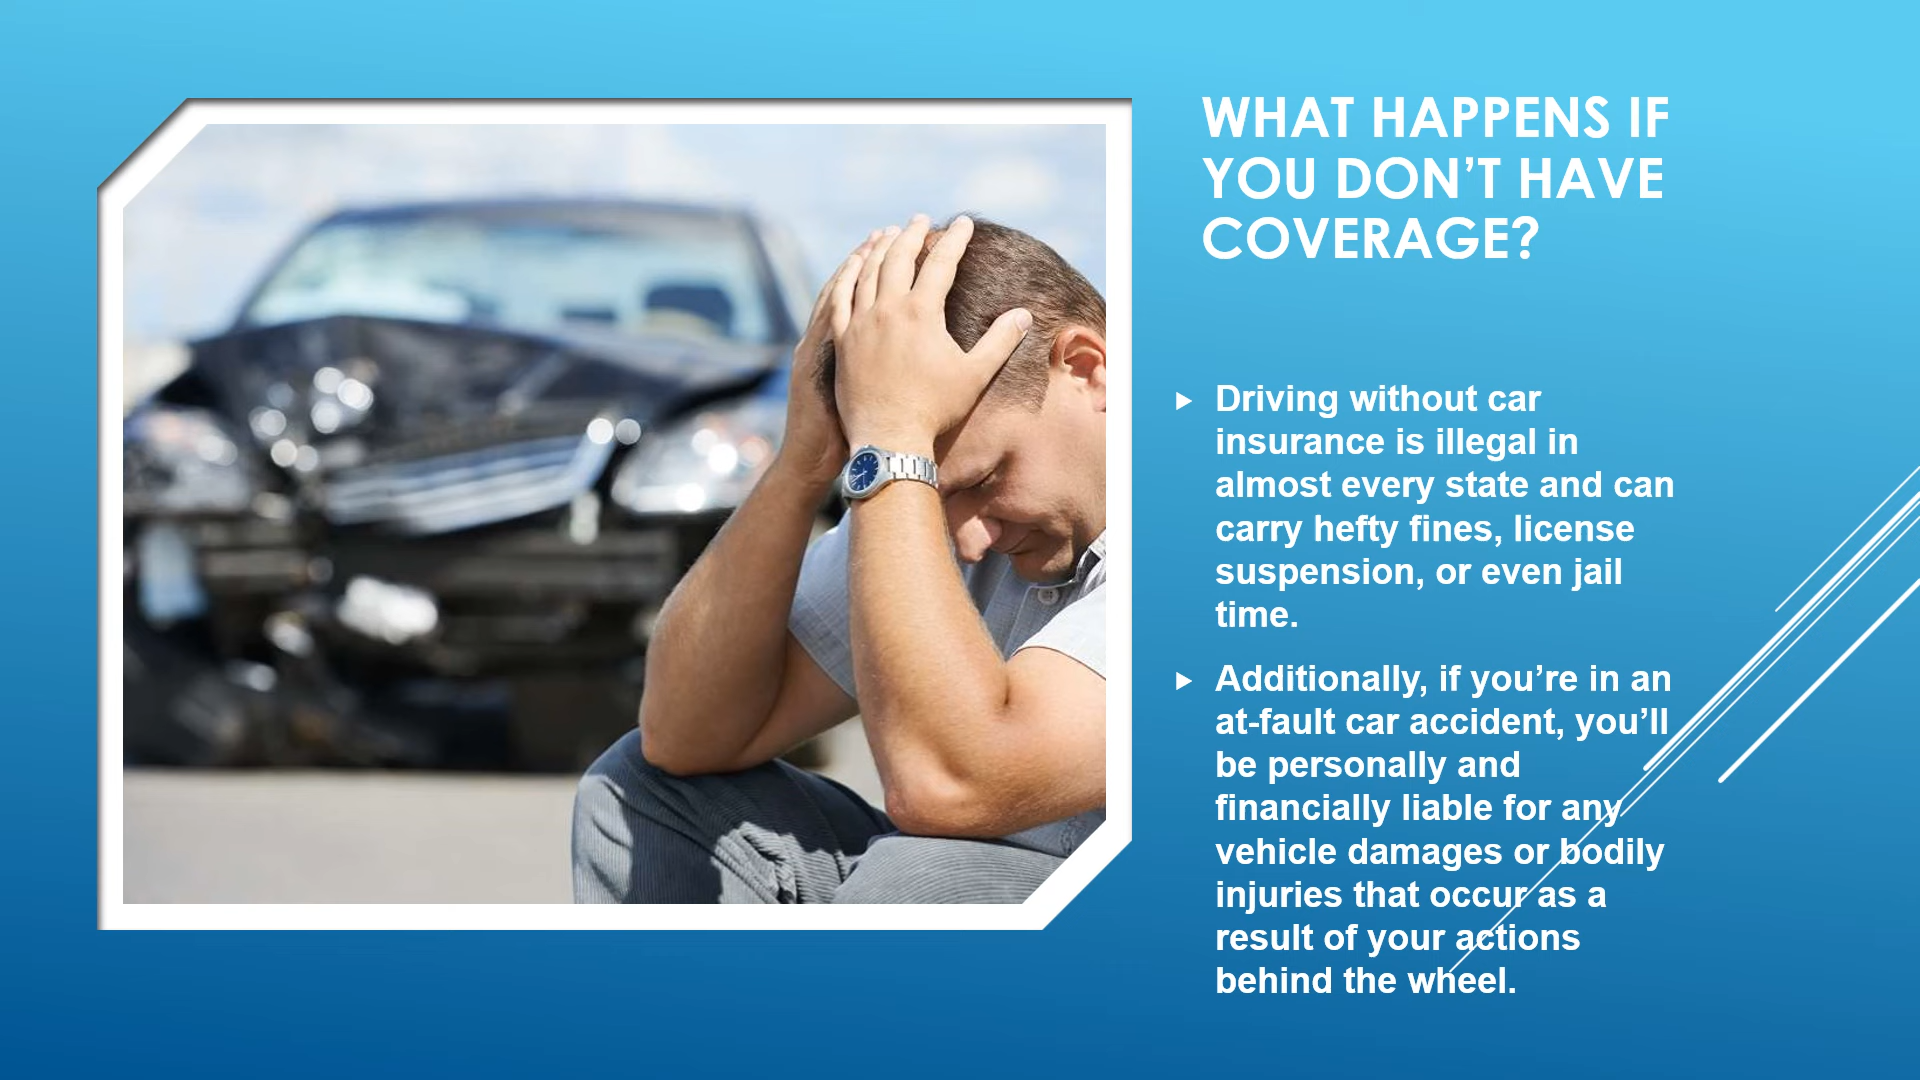 WHAT HAPPENS IF
YOU DON’T HAVE
COVERAGE?
Driving without car
insurance is illegal in
almost every state and can
carry hefty fines, license
suspension, or even jail
time.
Additionally, if you’re in an
at-fault car accident, you’ll
be personally and
financially liable for any
vehicle damages or bodily
injuries that occur as a
result of your actions
behind the wheel.